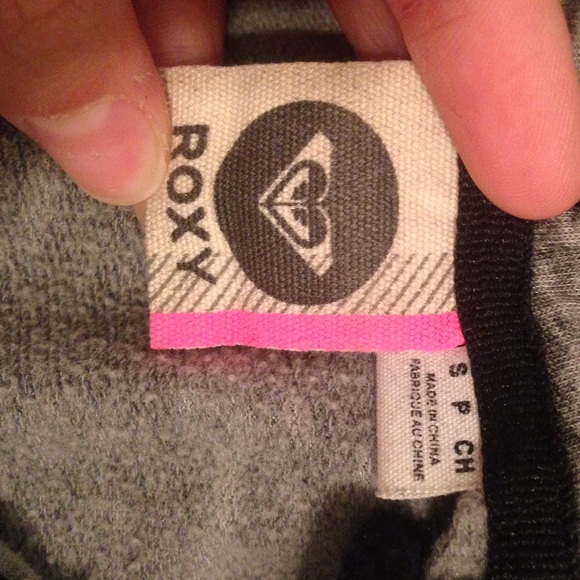 ROXY
S P CH
MADE IN CHINA
FABRIQUE AU CHINE